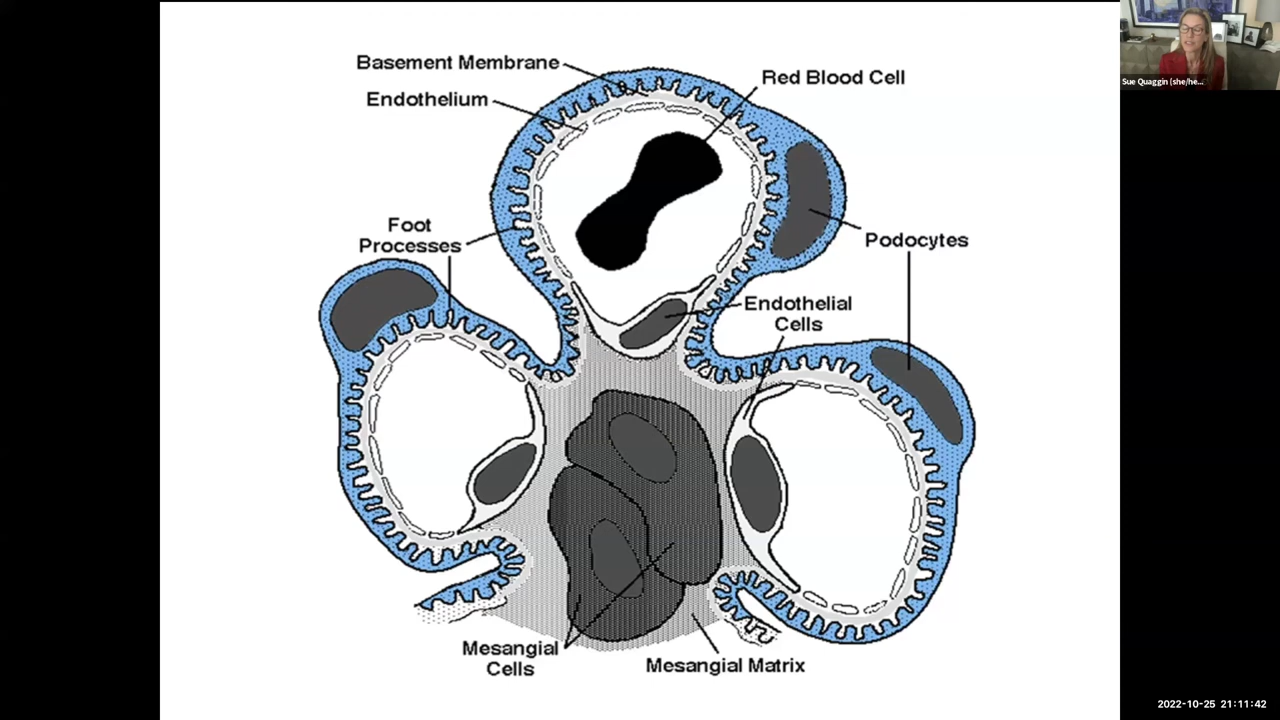 Basement Membrane
Red Blood Cell
Endothelium
Foot
Processes
Podocytes
Endothelial
Cells
Mesangial
Cells
Mesangial Matrix
Sue Quaggin (she/he...
2022-10-25 21:11:42